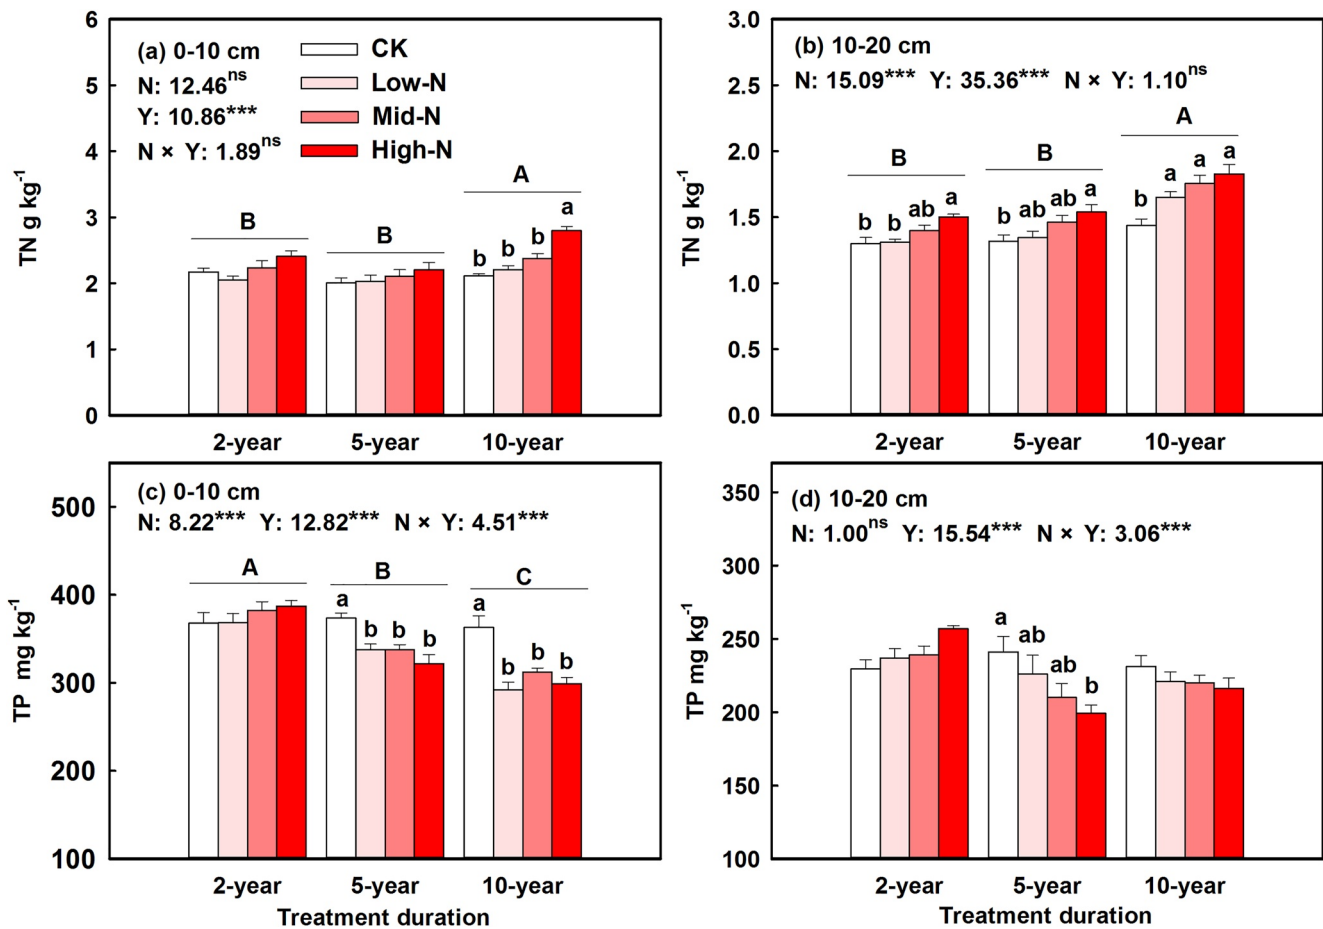 (a) 0-10 cm
N: 12.46ns
Y: 10.86***
N × Y: 1.89ns
CK
Low-N
Mid-N
High-N
B
B
A
b b b a
TN g kg-1
6
5
4
3
2
1
0
2-year 5-year 10-year
(b) 10-20 cm
N: 15.09*** Y: 35.36*** N × Y: 1.10ns
B
B
A
b b ab a
b ab ab a
b a a a
TN g kg-1
3.0
2.5
2.0
1.5
1.0
0.5
0.0
2-year 5-year 10-year
(c) 0-10 cm
N: 8.22*** Y: 12.82*** N × Y: 4.51***
A
B
C
a b b b
a b b b
TP mg kg-1
500
400
300
200
100
2-year 5-year 10-year
Treatment duration
(d) 10-20 cm
N: 1.00ns Y: 15.54*** N × Y: 3.06***
a ab ab b
TP mg kg-1
350
300
250
200
150
100
2-year 5-year 10-year
Treatment duration